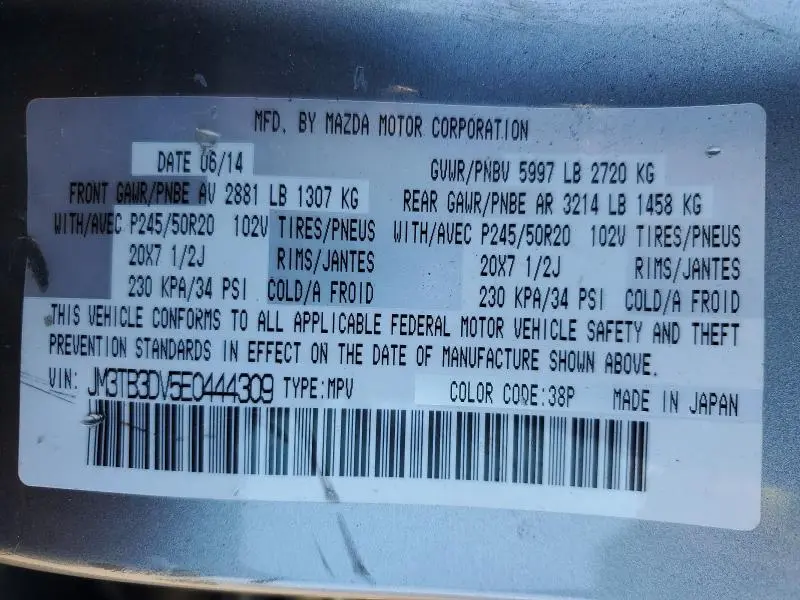 MFD. BY MAZDA MOTOR CORPORATION
DATE 06/14 GVWR/PNBV 5997 LB 2720 KG
FRONT GAWR/PNBE AV 2881 LB 1307 KG REAR GAWR/PNBE AR 3214 LB 1458 KG
WITH/AVEC P245/50R20 102V TIRES/PNEUS WITH/AVEC P245/50R20 102V TIRES/PNEUS
20X7 1/2J RIMS/JANTES 20X7 1/2J RIMS/JANTES
230 KPA/34 PSI COLD/A FROID 230 KPA/34 PSI COLD/A FROID
THIS VEHICLE CONFORMS TO ALL APPLICABLE FEDERAL MOTOR VEHICLE SAFETY AND THEFT
PREVENTION STANDARDS IN EFFECT ON THE DATE OF MANUFACTURE SHOWN ABOVE.
VIN: JM3TB3DV5E0444309 TYPE:MPV COLOR CODE:38P MADE IN JAPAN